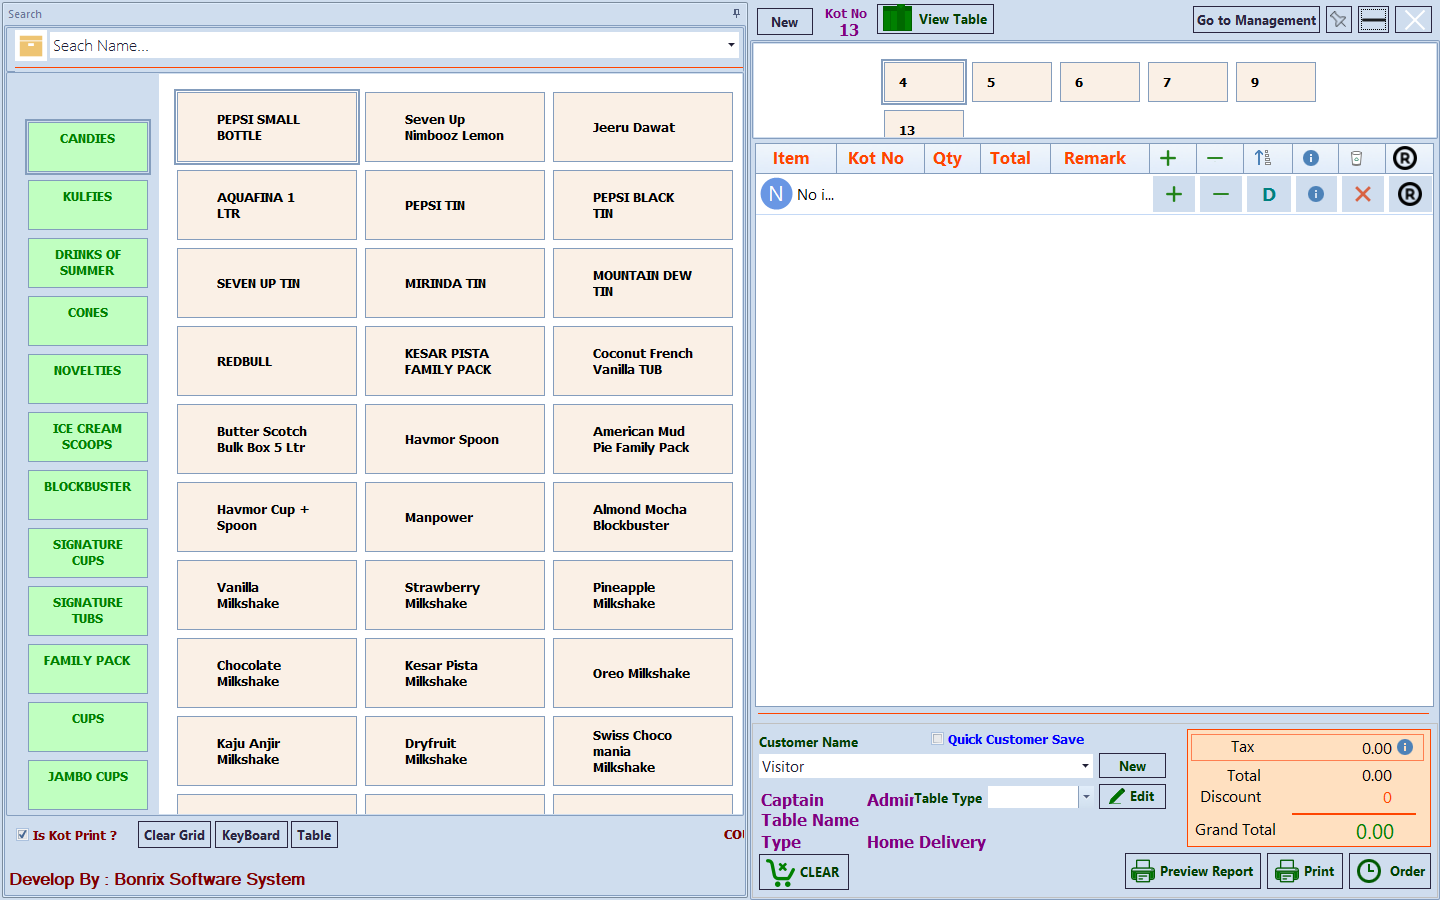 Search
Seach Name...
CANDIES
KULFIES
DRINKS OF
SUMMER
CONES
NOVELTIES
ICE CREAM
SCOOPS
BLOCKBUSTER
SIGNATURE
CUPS
SIGNATURE
TUBS
FAMILY PACK
CUPS
JAMBO CUPS
PEPSI SMALL
BOTTLE
Seven Up
Nimbooz Lemon
Jeeru Dawat
AQUAFINA 1
LTR
PEPSI TIN
PEPSI BLACK
TIN
SEVEN UP TIN
MIRINDA TIN
MOUNTAIN DEW
TIN
REDBULL
KESAR PISTA
FAMILY PACK
Coconut French
Vanilla TUB
Butter Scotch
Bulk Box 5 Ltr
Havmor Spoon
American Mud
Pie Family Pack
Havmor Cup +
Spoon
Manpower
Almond Mocha
Blockbuster
Vanilla
Milkshake
Strawberry
Milkshake
Pineapple
Milkshake
Chocolate
Milkshake
Kesar Pista
Milkshake
Oreo Milkshake
Kaju Anjir
Milkshake
Dryfruit
Milkshake
Swiss Choco
mania
Milkshake
Is Kot Print ?
Clear Grid
KeyBoard
Table
Develop By : Bonrix Software System
New
Kot No
13
View Table
Go to Management
4
5
6
7
9
13
Item Kot No Qty Total Remark + − i R
N No i... + − D i R
Customer Name
Quick Customer Save
Visitor
New
Captain Admin
Table Type
Edit
Table Name
Type Home Delivery
CLEAR
Tax 0.00 i
Total 0.00
Discount 0
Grand Total 0.00
Preview Report
Print
Order